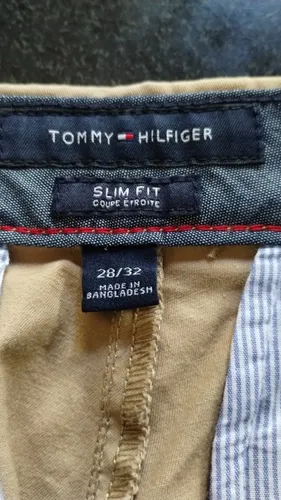 TOMMY HILFIGER
SLIM FIT
COUPE ÉTROITE
28/32
MADE IN
BANGLADESH